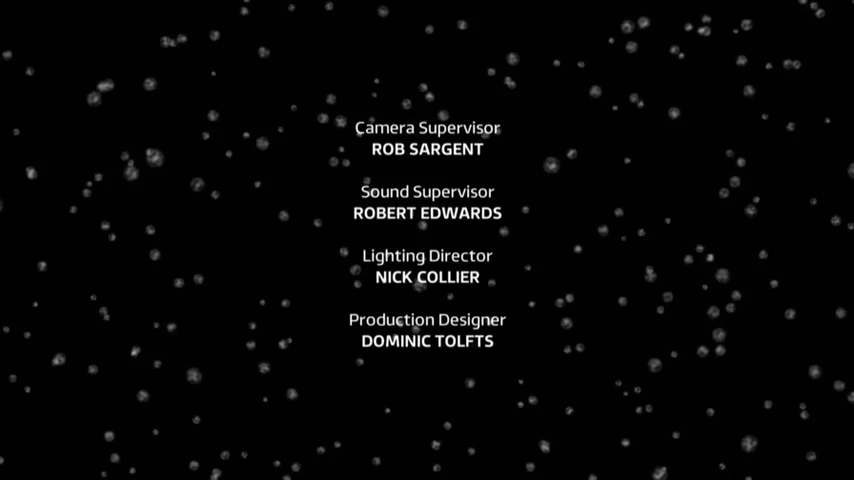 Camera Supervisor
ROB SARGENT
Sound Supervisor
ROBERT EDWARDS
Lighting Director
NICK COLLIER
Production Designer
DOMINIC TOLFTS